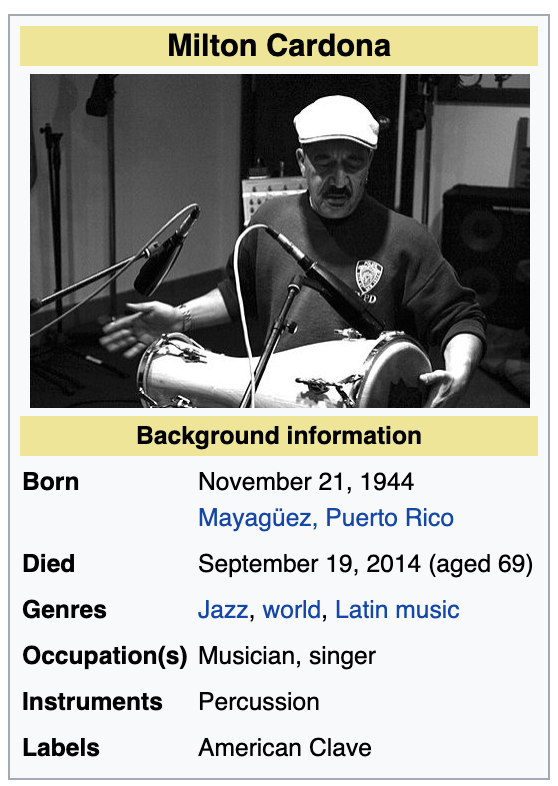 Milton Cardona
Background information
Born November 21, 1944
Mayagüez, Puerto Rico
Died September 19, 2014 (aged 69)
Genres Jazz, world, Latin music
Occupation(s) Musician, singer
Instruments Percussion
Labels American Clave